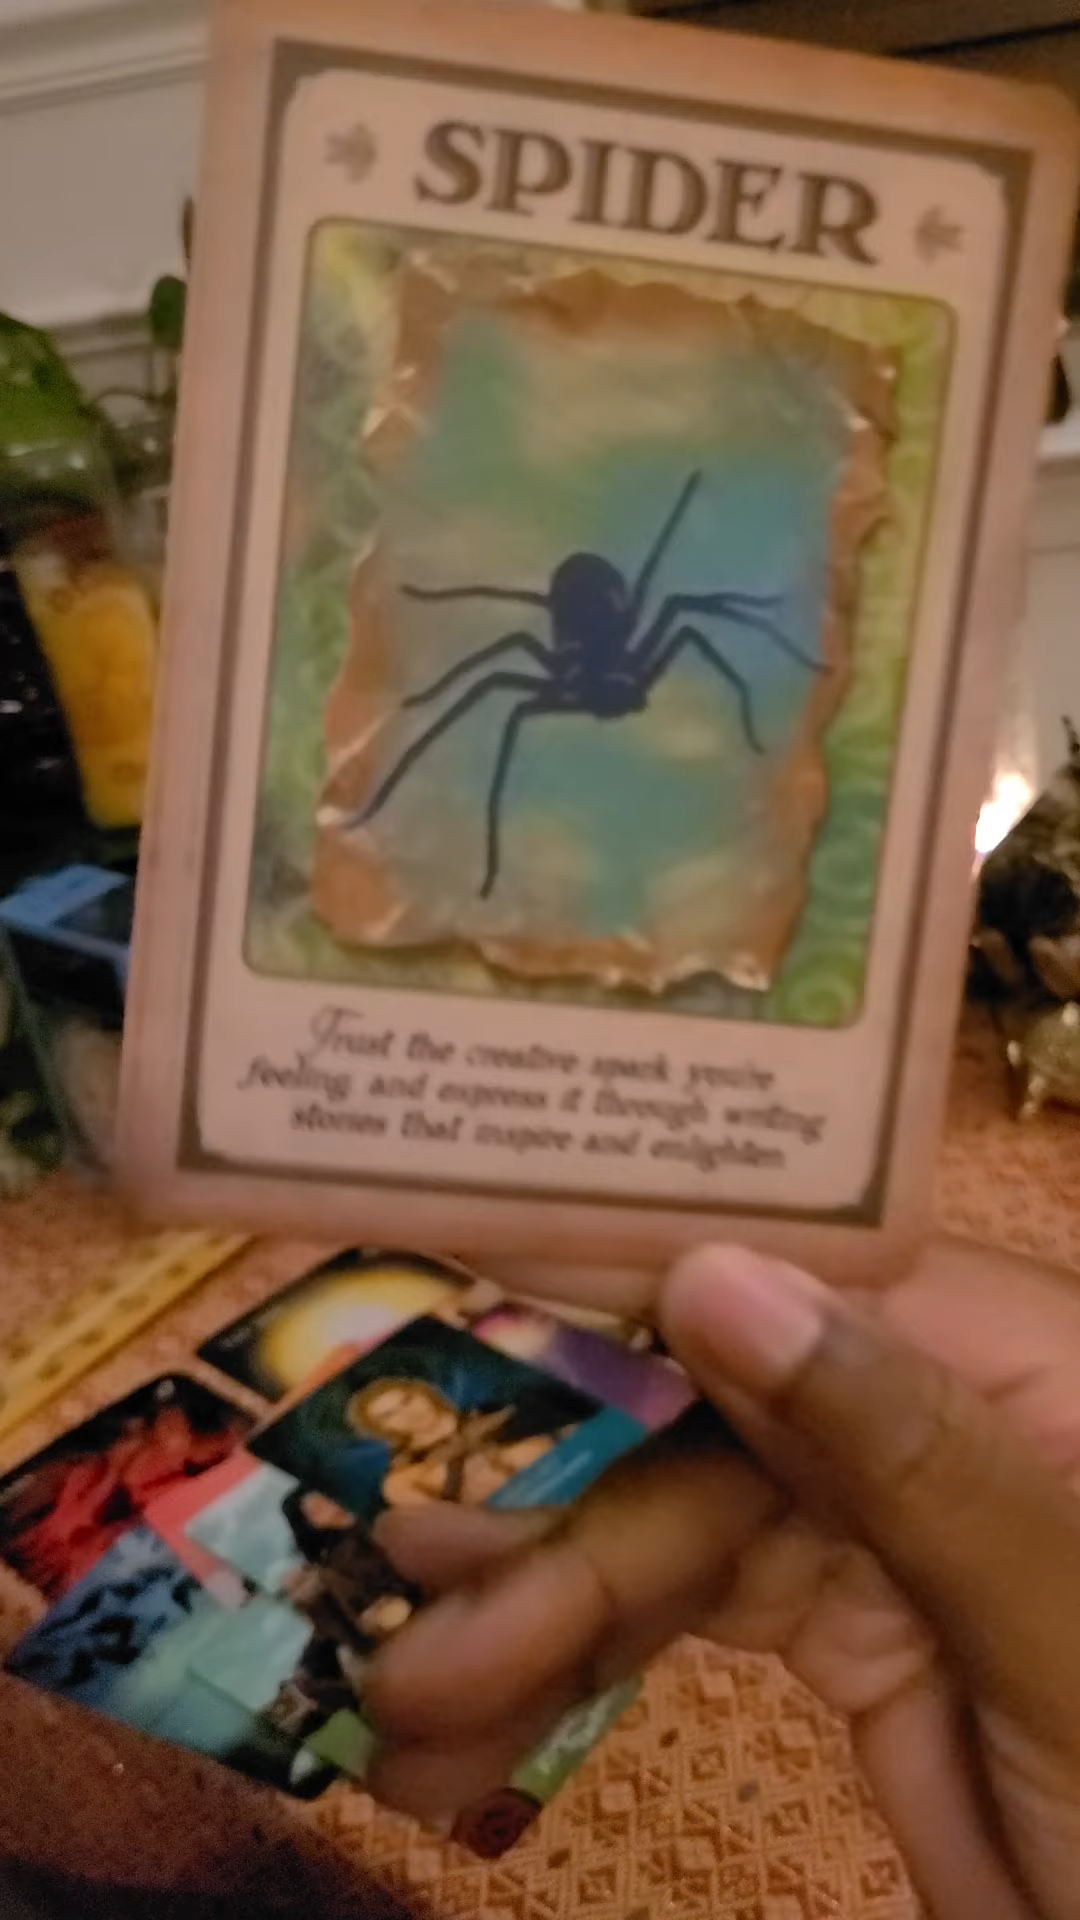 SPIDER
Trust the creative spark you're
feeling, and express it through writing
stories that inspire and enlighten.